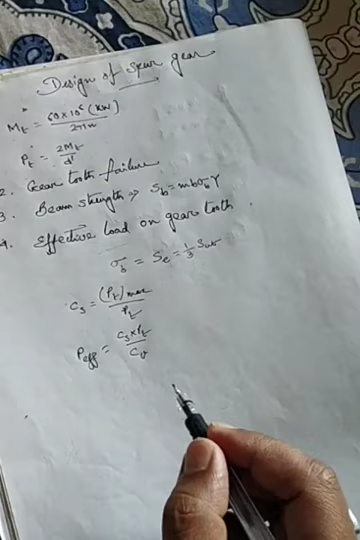 Design of spur gear
Mt = 60×10⁶ (KW) / 2πn
Pt = 2Mt / d'
2. Gear tooth failure
3. Beam strength ⇒ Sb = mbσbY
4. Effective load on gear tooth
σb = Se = 1/3 Sut
Cs = (Pt)max / Pt
Peff = Cs×Pt / Cv